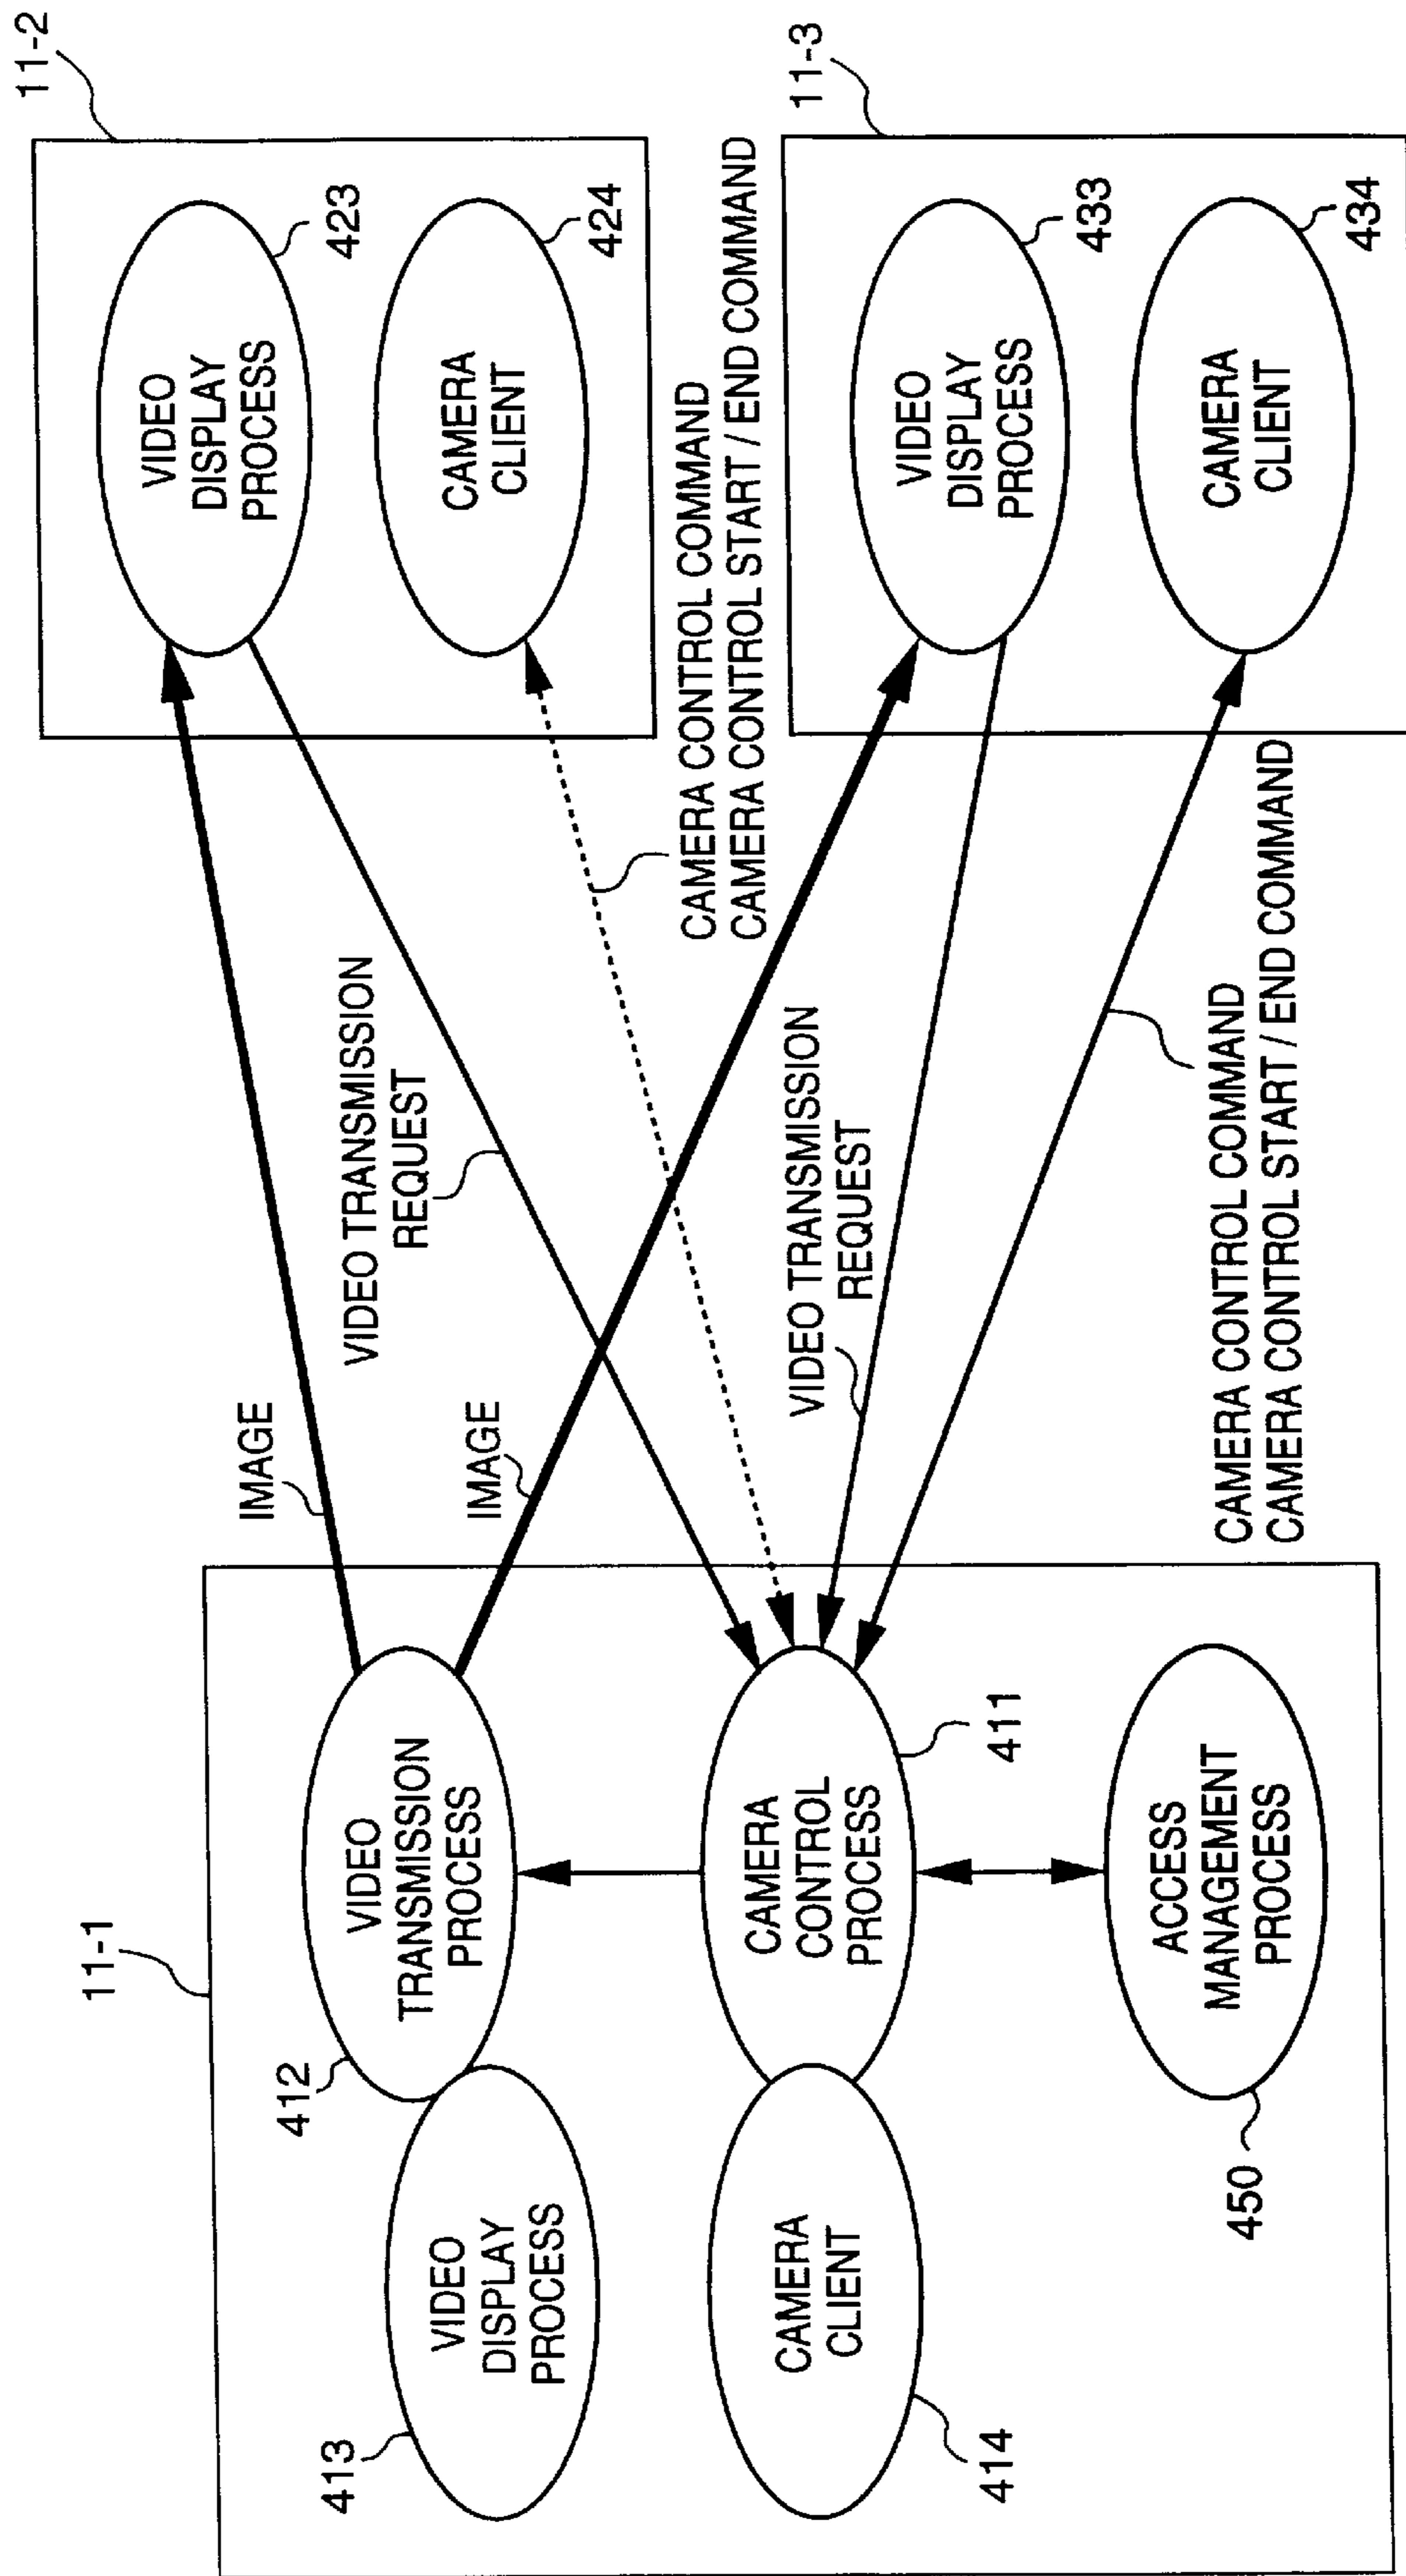 11-1
412
VIDEO
TRANSMISSION
PROCESS
413
VIDEO
DISPLAY
PROCESS
CAMERA
CONTROL
PROCESS
411
CAMERA
CLIENT
414
ACCESS
MANAGEMENT
PROCESS
450
IMAGE
VIDEO TRANSMISSION
REQUEST
IMAGE
CAMERA CONTROL COMMAND
CAMERA CONTROL START / END COMMAND
VIDEO TRANSMISSION
REQUEST
CAMERA CONTROL COMMAND
CAMERA CONTROL START / END COMMAND
11-2
VIDEO
DISPLAY
PROCESS
423
CAMERA
CLIENT
424
11-3
VIDEO
DISPLAY
PROCESS
433
CAMERA
CLIENT
434